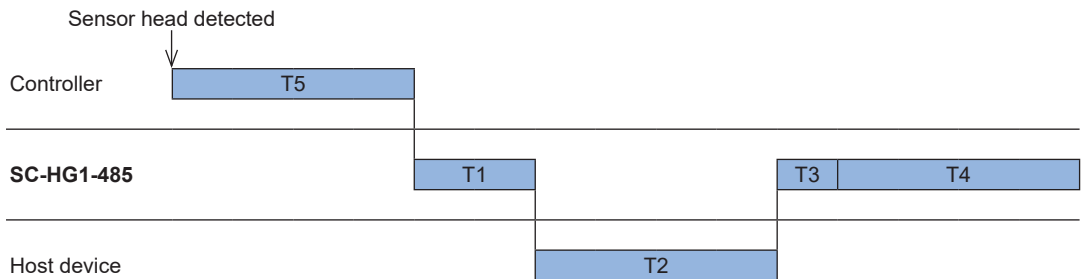 Sensor head detected
Controller
T5
SC-HG1-485
T1
T3
T4
Host device
T2